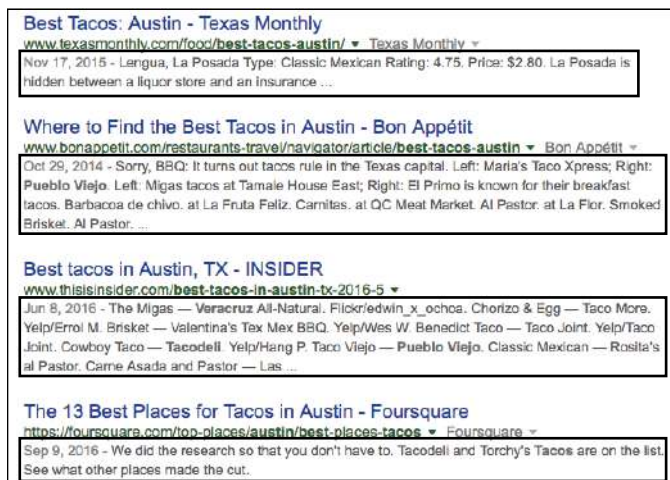 Best Tacos: Austin - Texas Monthly
www.texasmonthly.com/food/best-tacos-austin/ ▾ Texas Monthly ▾
Nov 17, 2015 - Lengua, La Posada Type: Classic Mexican Rating: 4.75. Price: $2.80. La Posada is
hidden between a liquor store and an insurance ...
Where to Find the Best Tacos in Austin - Bon Appétit
www.bonappetit.com/restaurants-travel/navigator/article/best-tacos-austin ▾ Bon Appétit ▾
Oct 29, 2014 - Sorry, BBQ: It turns out tacos rule in the Texas capital. Left: Maria's Taco Xpress; Right:
Pueblo Viejo. Left: Migas tacos at Tamale House East; Right: El Primo is known for their breakfast
tacos. Barbacoa de chivo. at La Fruta Feliz. Carnitas. at QC Meat Market. Al Pastor. at La Flor. Smoked
Brisket. Al Pastor. ...
Best tacos in Austin, TX - INSIDER
www.thisisinsider.com/best-tacos-in-austin-tx-2016-5 ▾
Jun 8, 2016 - The Migas — Veracruz All-Natural. Flickr/edwin_x_ochoa. Chorizo & Egg — Taco More.
Yelp/Errol M. Brisket — Valentina's Tex Mex BBQ. Yelp/Wes W. Benedict Taco — Taco Joint. Yelp/Taco
Joint. Cowboy Taco — Tacodeli. Yelp/Hang P. Taco Viejo — Pueblo Viejo. Classic Mexican — Rosita's
al Pastor. Carne Asada and Pastor — Las ...
The 13 Best Places for Tacos in Austin - Foursquare
https://foursquare.com/top-places/austin/best-places-tacos ▾ Foursquare ▾
Sep 9, 2016 - We did the research so that you don't have to. Tacodeli and Torchy's Tacos are on the list.
See what other places made the cut.